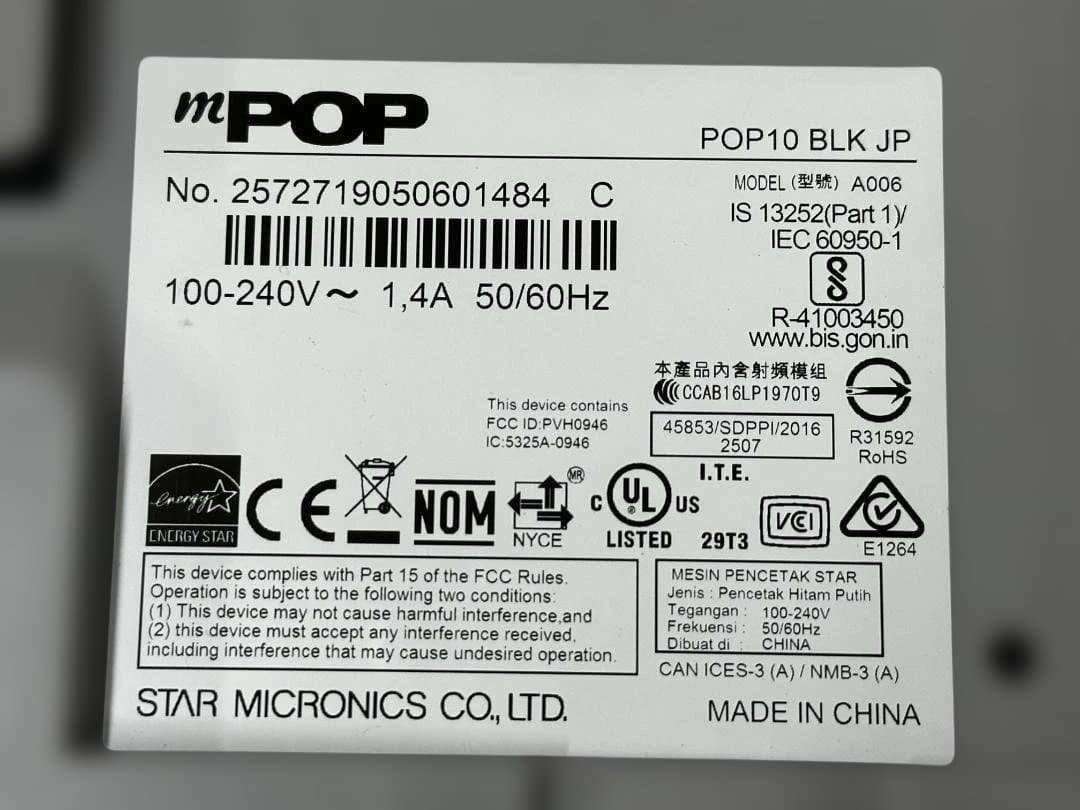 mPOP
POP10 BLK JP
No. 2572719050601484 C
MODEL (型號) A006
IS 13252(Part 1)/
IEC 60950-1
100-240V～ 1,4A 50/60Hz
R-41003450
www.bis.gon.in
本產品內含射頻模组
CCAB16LP1970T9
This device contains
FCC ID:PVH0946
IC:5325A-0946
45853/SDPPI/2016
2507
R31592
RoHS
energy
ENERGY STAR
CE
NOM
MR
NYCE
C UL US
®
LISTED
I.T.E.
29T3
VCI
E1264
This device complies with Part 15 of the FCC Rules.
Operation is subject to the following two conditions:
(1) This device may not cause harmful interference,and
(2) this device must accept any interference received,
including interference that may cause undesired operation.
MESIN PENCETAK STAR
Jenis : Pencetak Hitam Putih
Tegangan : 100-240V
Frekuensi : 50/60Hz
Dibuat di : CHINA
CAN ICES-3 (A) / NMB-3 (A)
STAR MICRONICS CO., LTD.
MADE IN CHINA